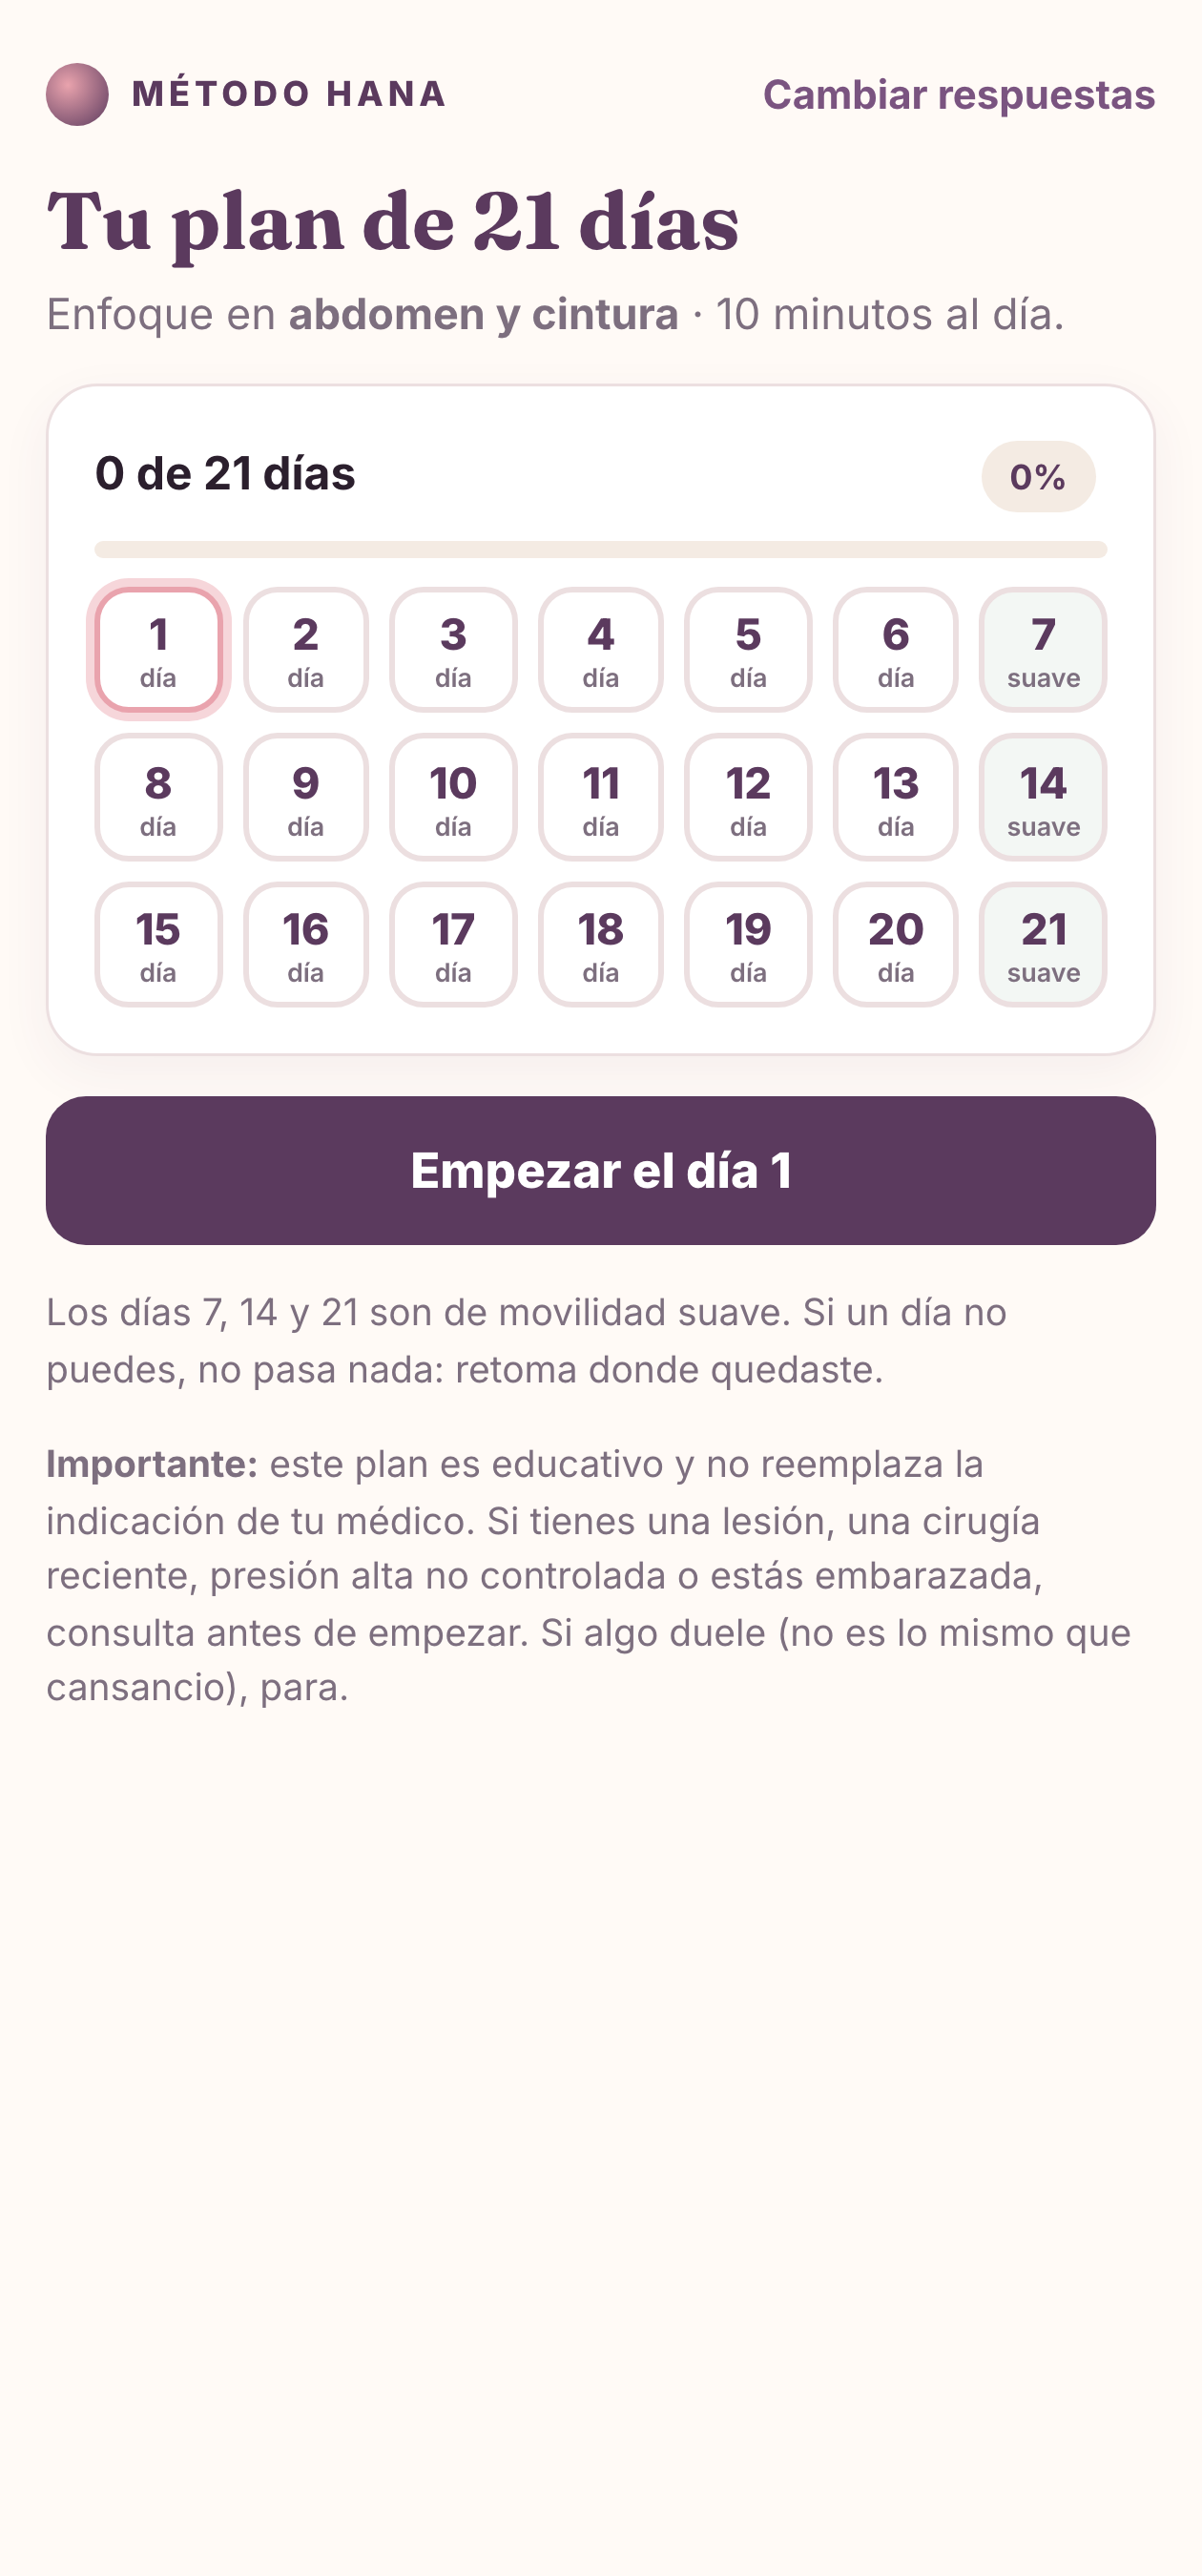 MÉTODO HANA
Cambiar respuestas
Tu plan de 21 días
Enfoque en abdomen y cintura · 10 minutos al día.
0 de 21 días
0%
1 2 3 4 5 6 7
día día día día día día suave
8 9 10 11 12 13 14
día día día día día día suave
15 16 17 18 19 20 21
día día día día día día suave
Empezar el día 1
Los días 7, 14 y 21 son de movilidad suave. Si un día no
puedes, no pasa nada: retoma donde quedaste.
Importante: este plan es educativo y no reemplaza la
indicación de tu médico. Si tienes una lesión, una cirugía
reciente, presión alta no controlada o estás embarazada,
consulta antes de empezar. Si algo duele (no es lo mismo que
cansancio), para.